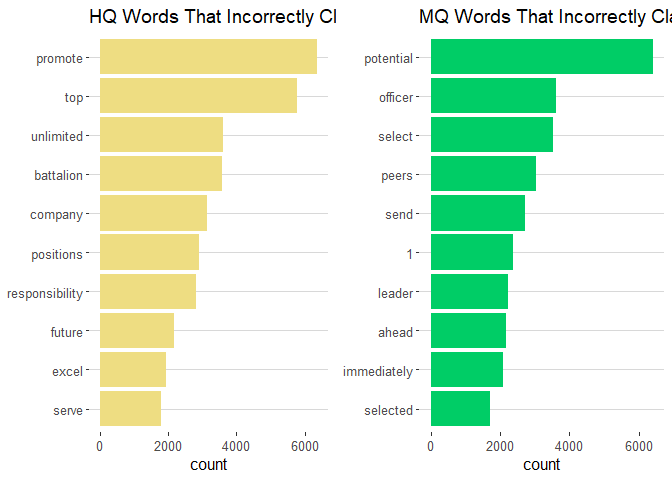 HQ Words That Incorrectly Cl
promote
top
unlimited
battalion
company
positions
responsibility
future
excel
serve
0 2000 4000 6000
count
MQ Words That Incorrectly Cla
potential
officer
select
peers
send
1
leader
ahead
immediately
selected
0 2000 4000 6000
count